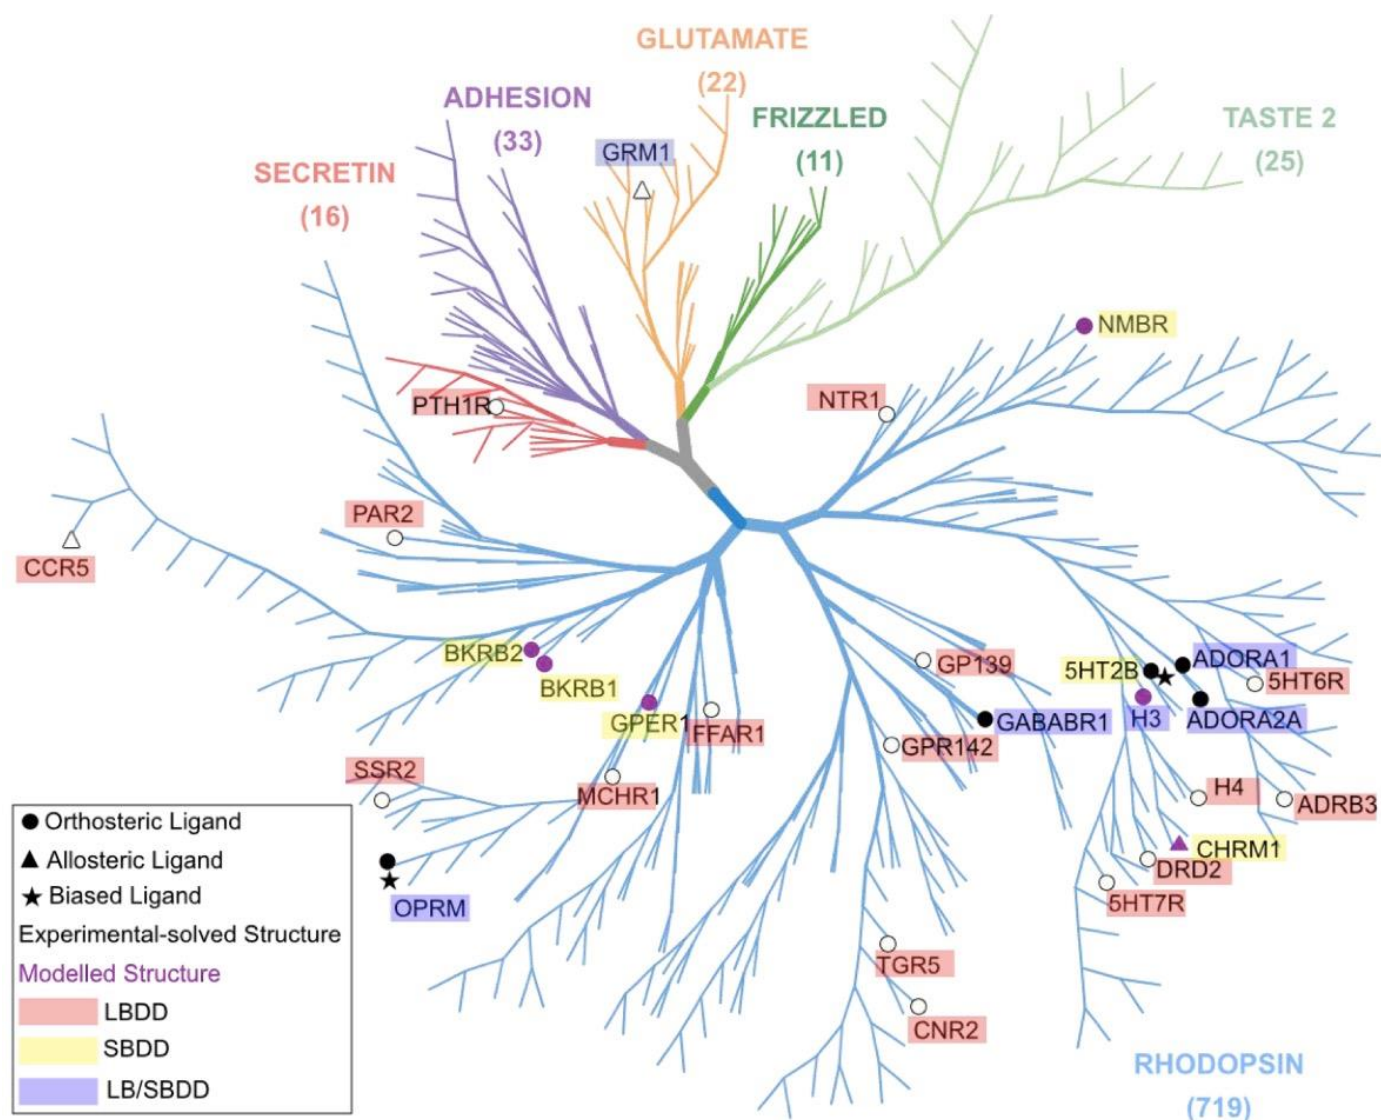 GLUTAMATE
(22)
ADHESION
(33)
FRIZZLED
(11)
TASTE 2
(25)
GRM1
SECRETIN
(16)
NMBR
PTH1R
NTR1
PAR2
CCR5
BKRB2
BKRB1
GPER1
FFAR1
GP139
5HT2B
ADORA1
5HT6R
H3
ADORA2A
GABABR1
GPR142
SSR2
MCHR1
H4
ADRB3
CHRM1
DRD2
5HT7R
OPRM
TGR5
CNR2
Orthosteric Ligand
Allosteric Ligand
Biased Ligand
Experimental-solved Structure
Modelled Structure
LBDD
SBDD
LB/SBDD
RHODOPSIN
(719)